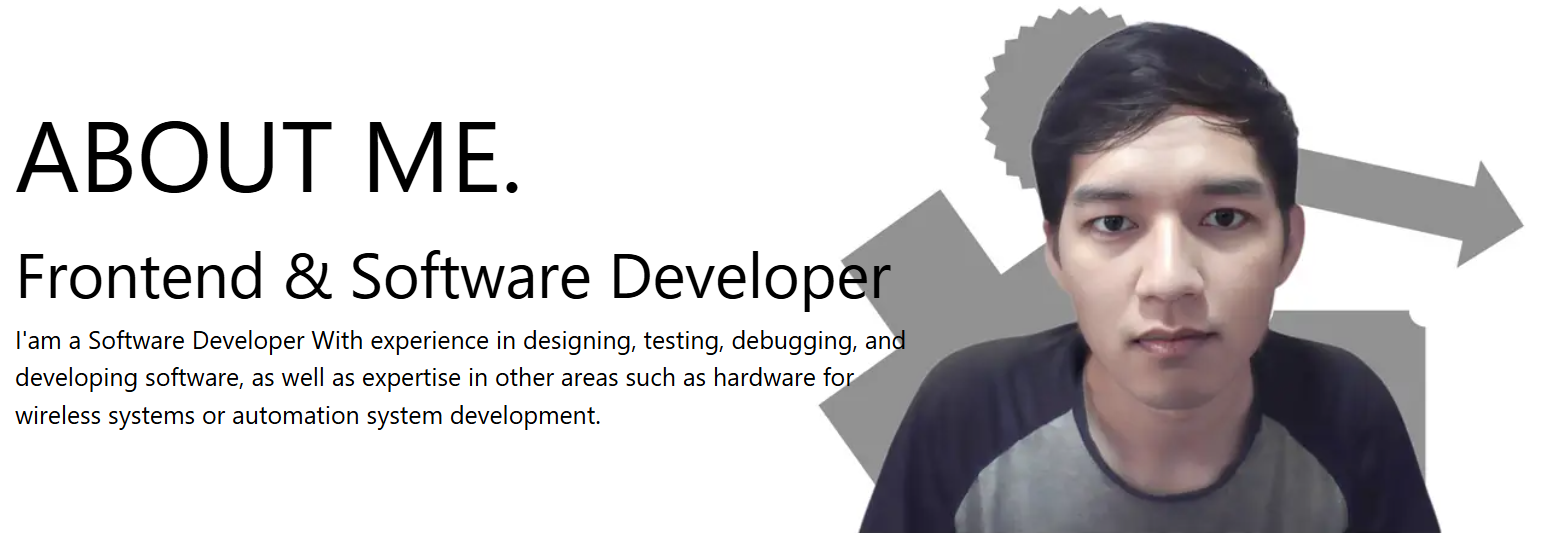 ABOUT ME.
Frontend & Software Developer
I'am a Software Developer With experience in designing, testing, debugging, and
developing software, as well as expertise in other areas such as hardware for
wireless systems or automation system development.